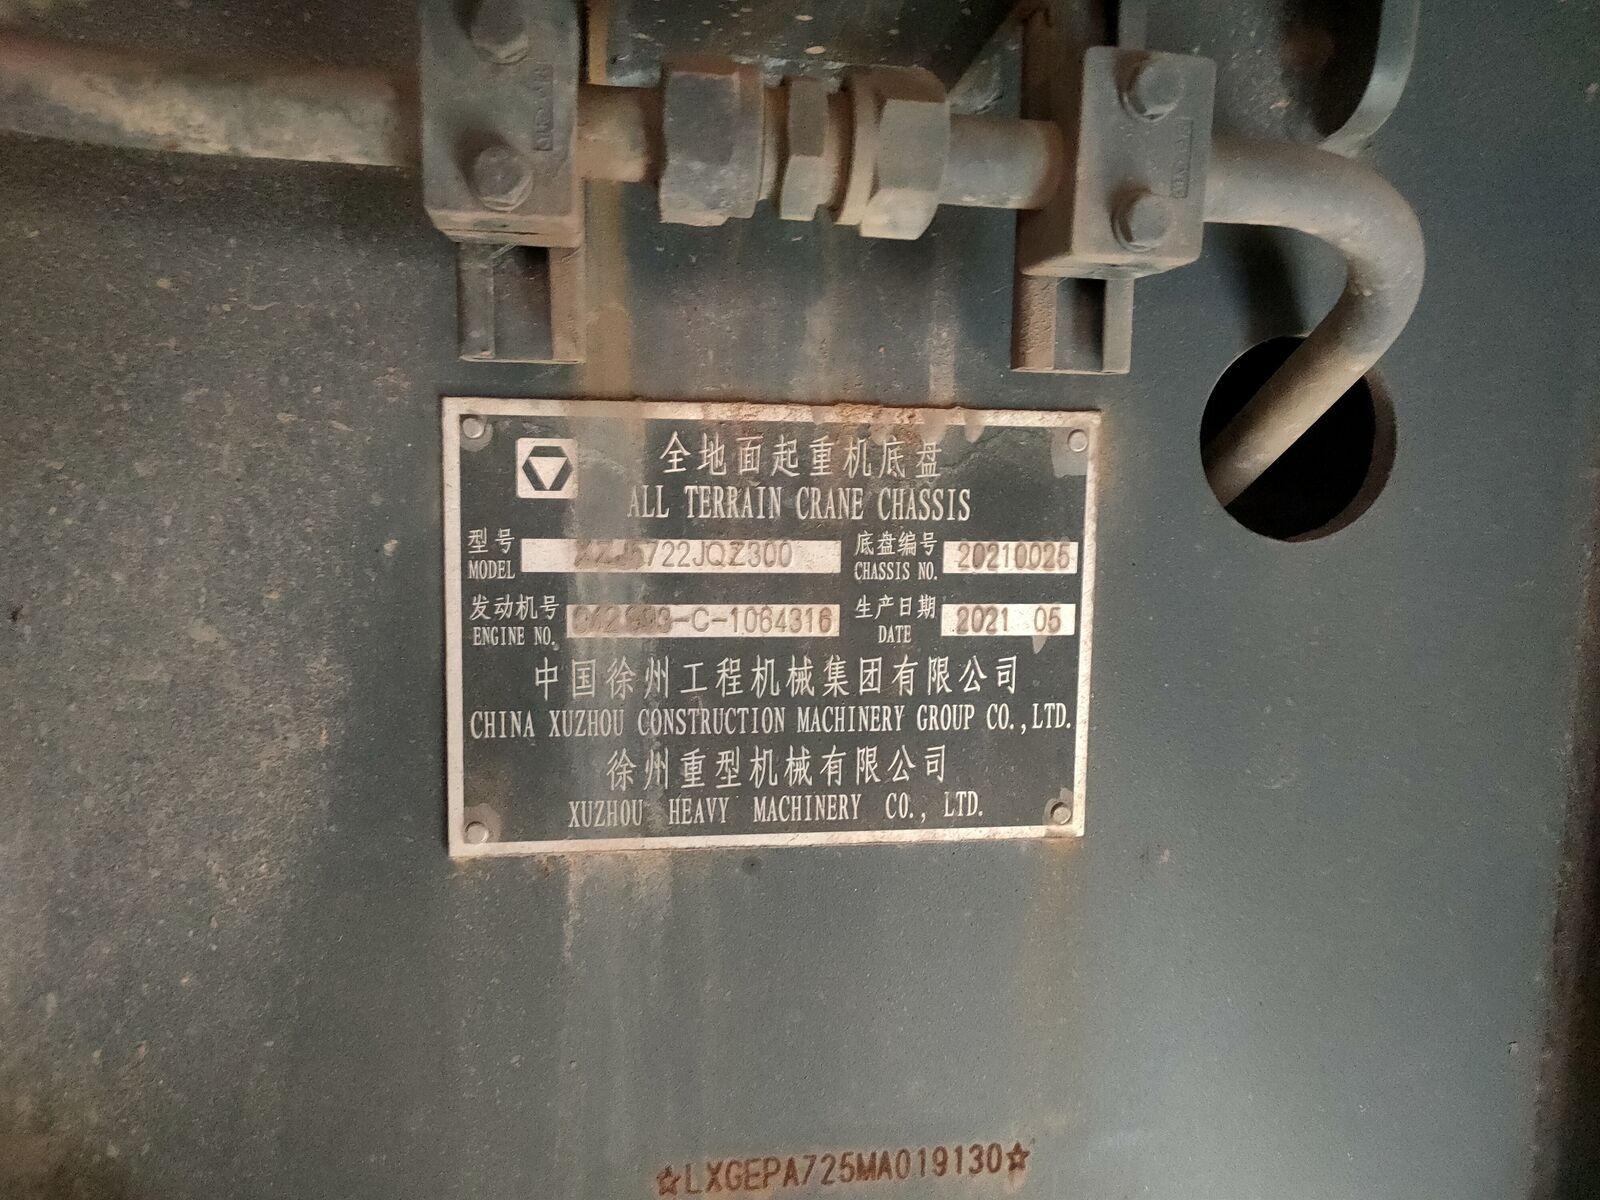 全地面起重机底盘
ALL TERRAIN CRANE CHASSIS
型号 MODEL 底盘编号 CHASSIS NO. 20210025
发动机号 ENGINE NO. 生产日期 DATE 2021 05
中国徐州工程机械集团有限公司
CHINA XUZHOU CONSTRUCTION MACHINERY GROUP CO.,LTD.
徐州重型机械有限公司
XUZHOU HEAVY MACHINERY CO., LTD.
☆LXGEPA725MA019130☆